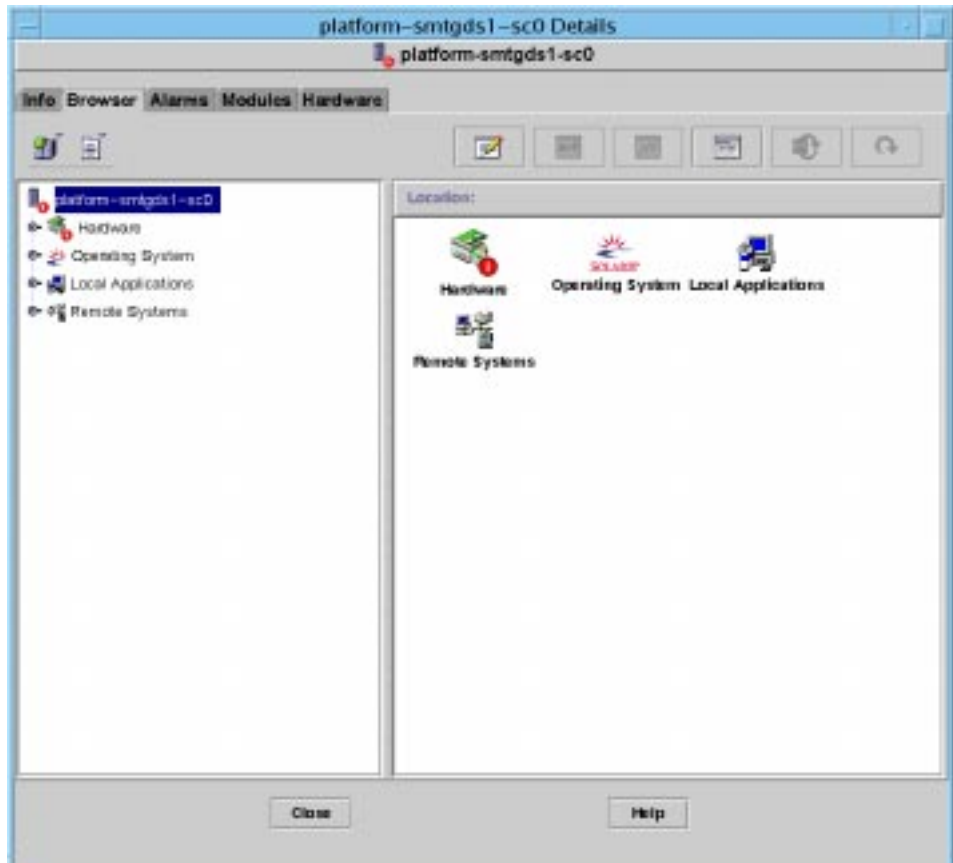 platform-smtgds1-sc0 Details
platform-smtgds1-sc0
Info Browser Alarms Modules Hardware
platform-smtgds1-sc0
Hardware
Operating System
Local Applications
Remote Systems
Location:
Hardware
SOLARIS
Operating System
Local Applications
Remote Systems
Close
Help